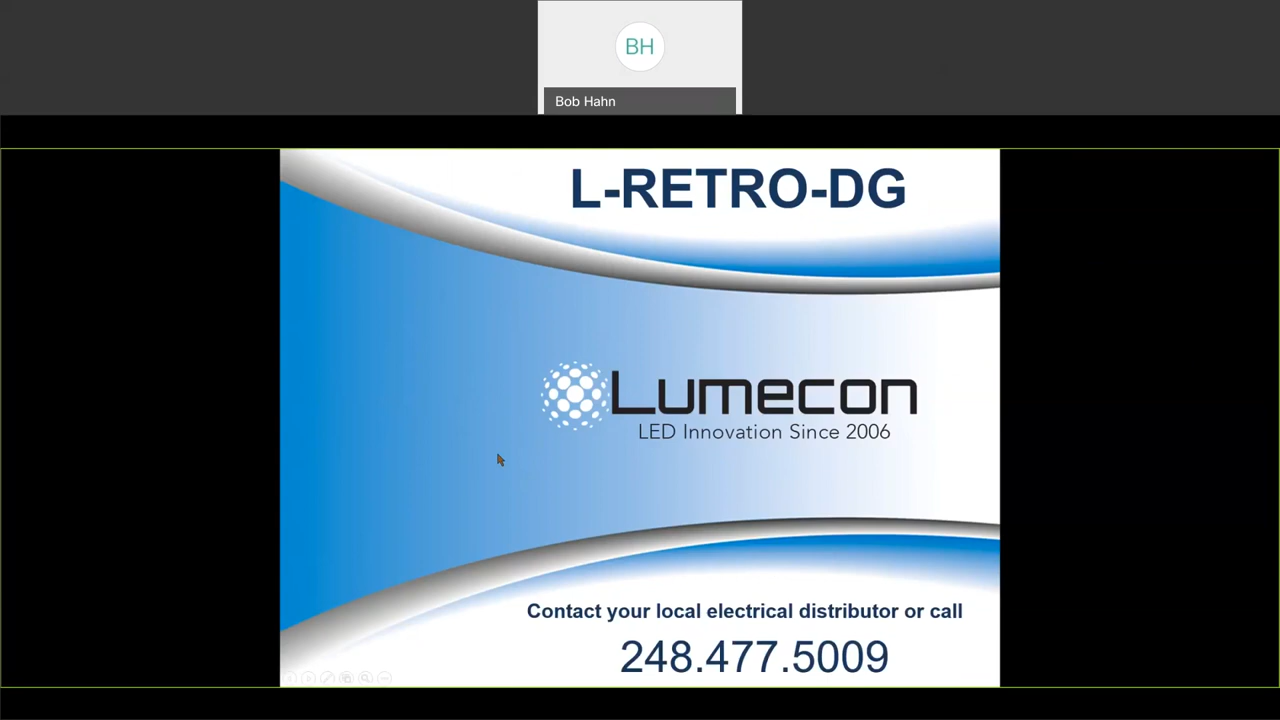 BH
Bob Hahn
L-RETRO-DG
Lumecon
LED Innovation Since 2006
Contact your local electrical distributor or call
248.477.5009